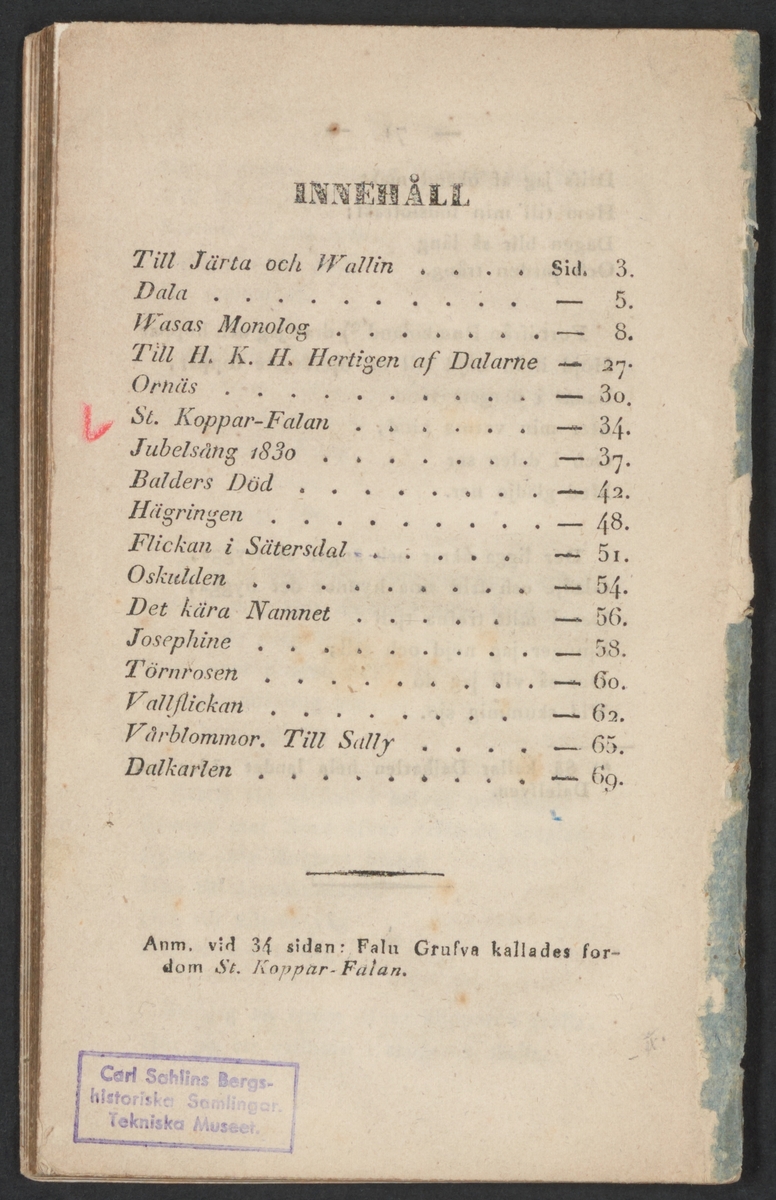 INNEHÅLL
Till Järta och Wallin . . . . Sid. 3.
Dala . . . . . . . . . . — 5.
Wasas Monolog . . . . . . . — 8.
Till H. K. H. Hertigen af Dalarne — 27.
Ornäs . . . . . . . . . . — 30.
St. Koppar-Falan . . . . . . — 34.
Jubelsång 1830 . . . . . . . — 37.
Balders Död . . . . . . . . — 42.
Hägringen . . . . . . . . . — 48.
Flickan i Sätersdal . . . . . . — 51.
Oskulden . . . . . . . . . — 54.
Det kära Namnet . . . . . . — 56.
Josephine . . . . . . . . . — 58.
Törnrosen . . . . . . . . . — 60.
Vallflickan . . . . . . . . — 62.
Vårblommor. Till Sally . . . . — 65.
Dalkarlen . . . . . . . . . — 69.
Anm. vid 34 sidan: Falu Grufva kallades for-
dom St. Koppar-Falan.
Carl Sahlins Bergs-
historiska Samlingar.
Tekniska Museet.